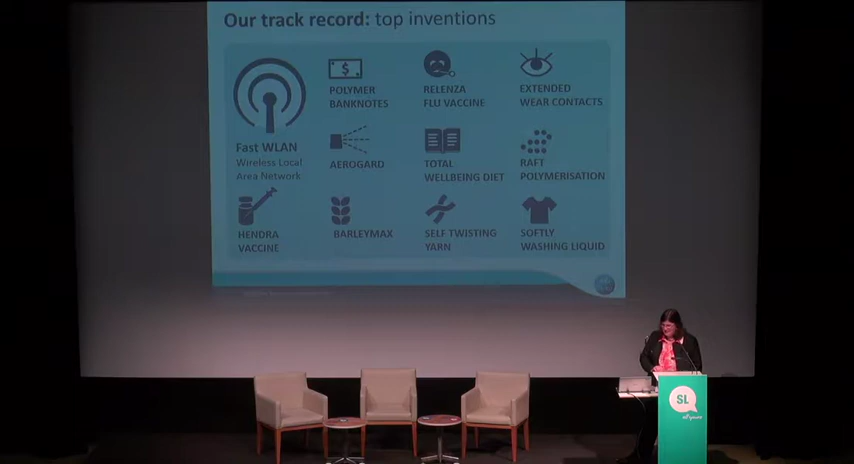 Our track record: top inventions
Fast WLAN
Wireless Local
Area Network
POLYMER
BANKNOTES
RELENZA
FLU VACCINE
EXTENDED
WEAR CONTACTS
AEROGARD
TOTAL
WELLBEING DIET
RAFT
POLYMERISATION
HENDRA
VACCINE
BARLEYMAX
SELF TWISTING
YARN
SOFTLY
WASHING LIQUID
SL